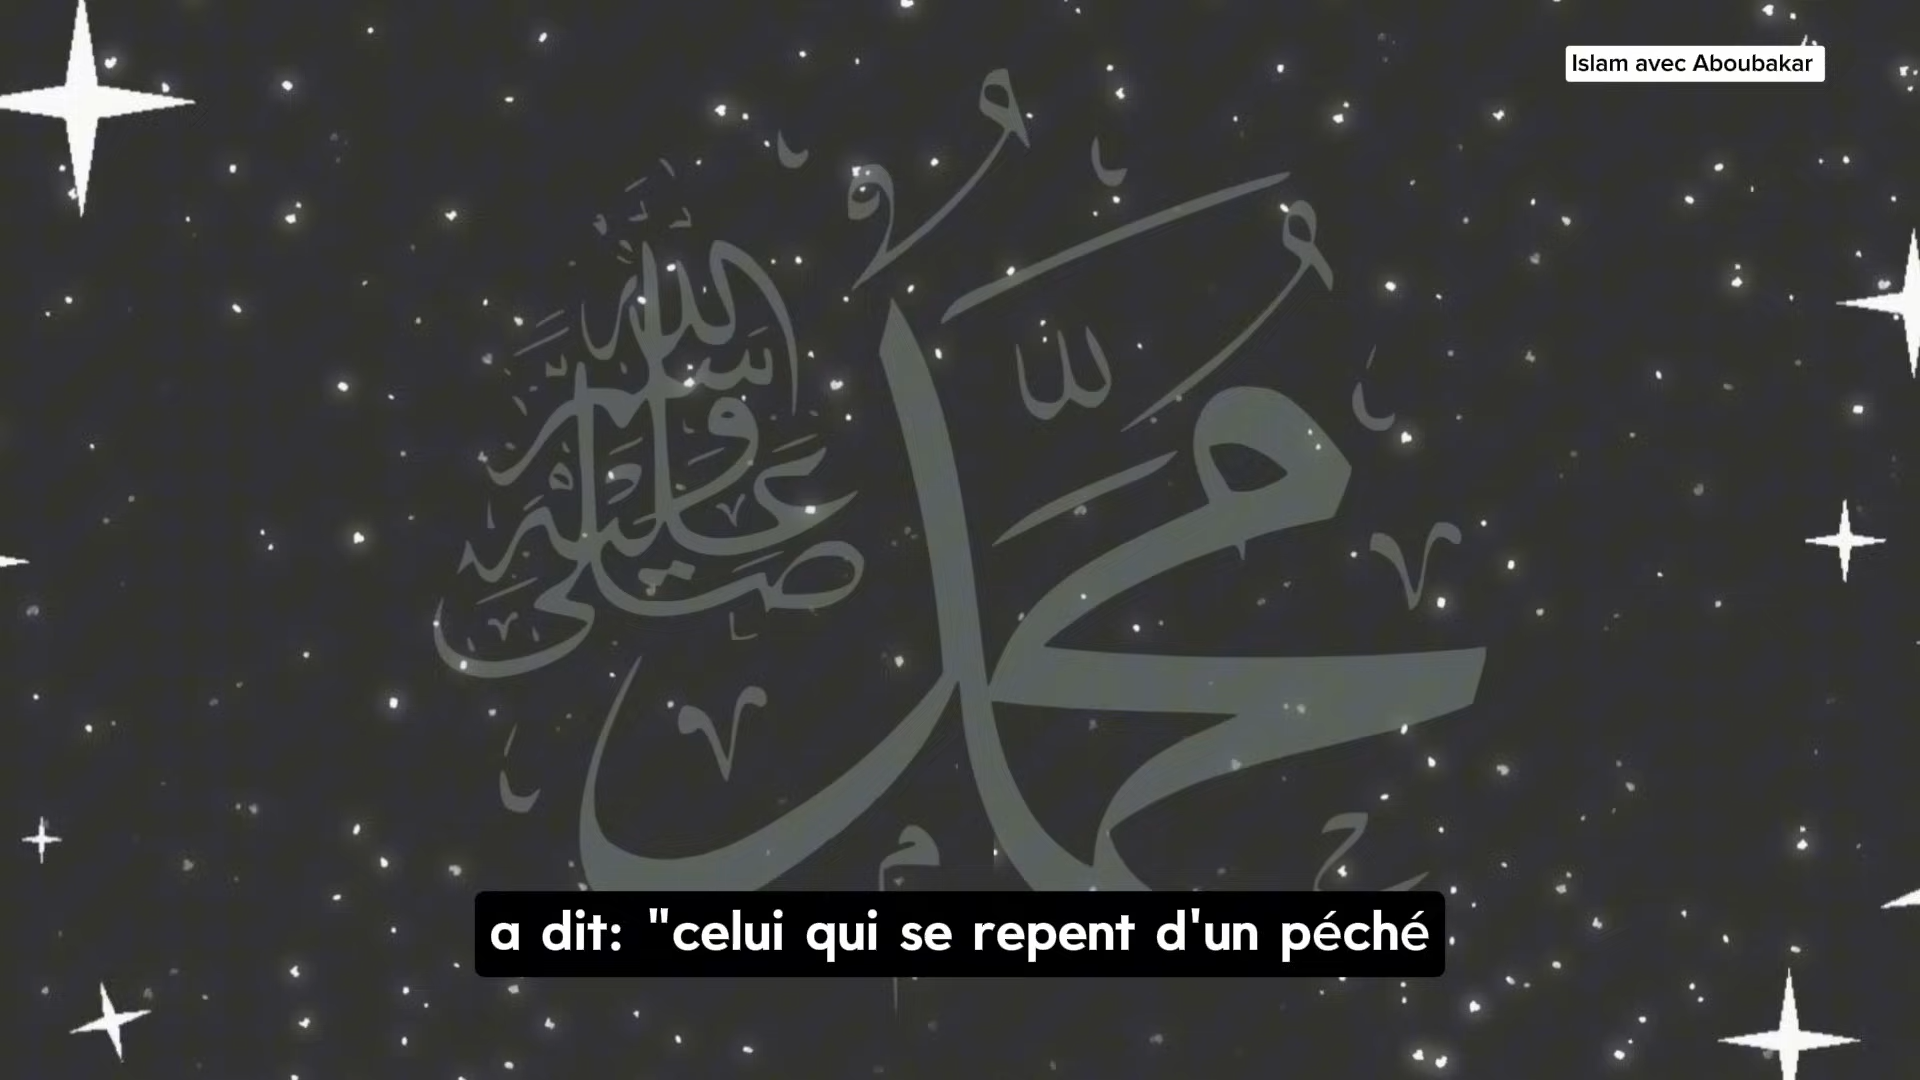 Islam avec Aboubakar
محمد
صلى الله عليه وسلم
a dit: "celui qui se repent d'un péché